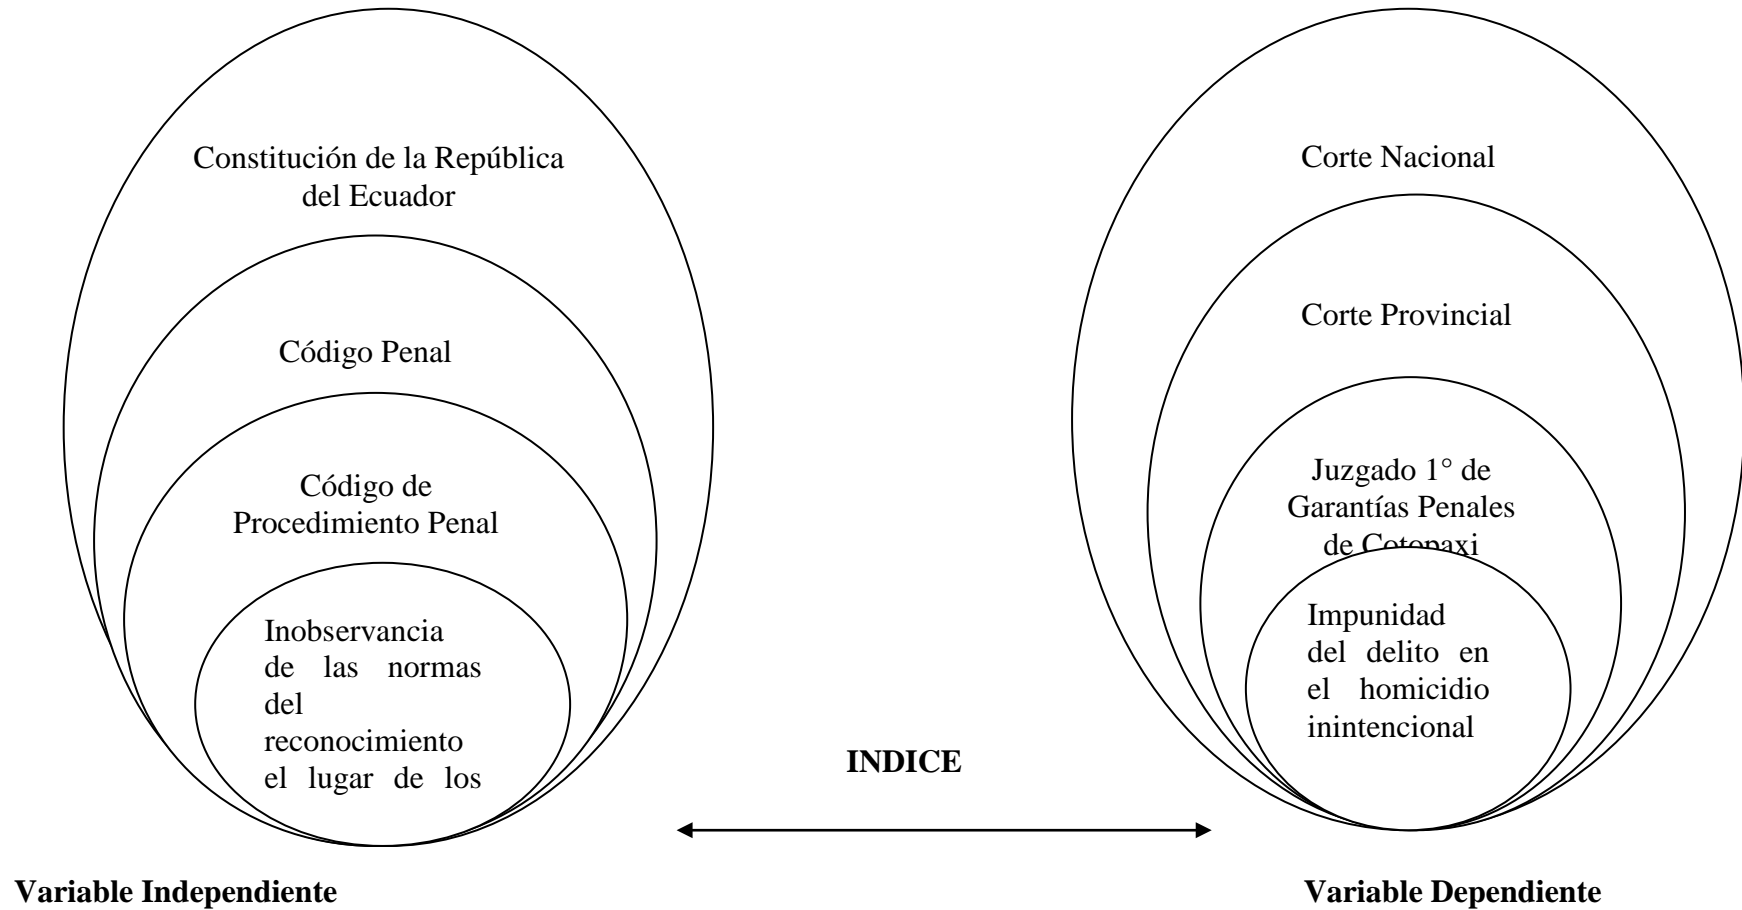 Constitución de la República
del Ecuador
Código Penal
Código de
Procedimiento Penal
Inobservancia
de las normas
del
reconocimiento
el lugar de los
Variable Independiente
INDICE
Corte Nacional
Corte Provincial
Juzgado 1° de
Garantías Penales
de Cotopaxi
Impunidad
del delito en
el homicidio
inintencional
Variable Dependiente